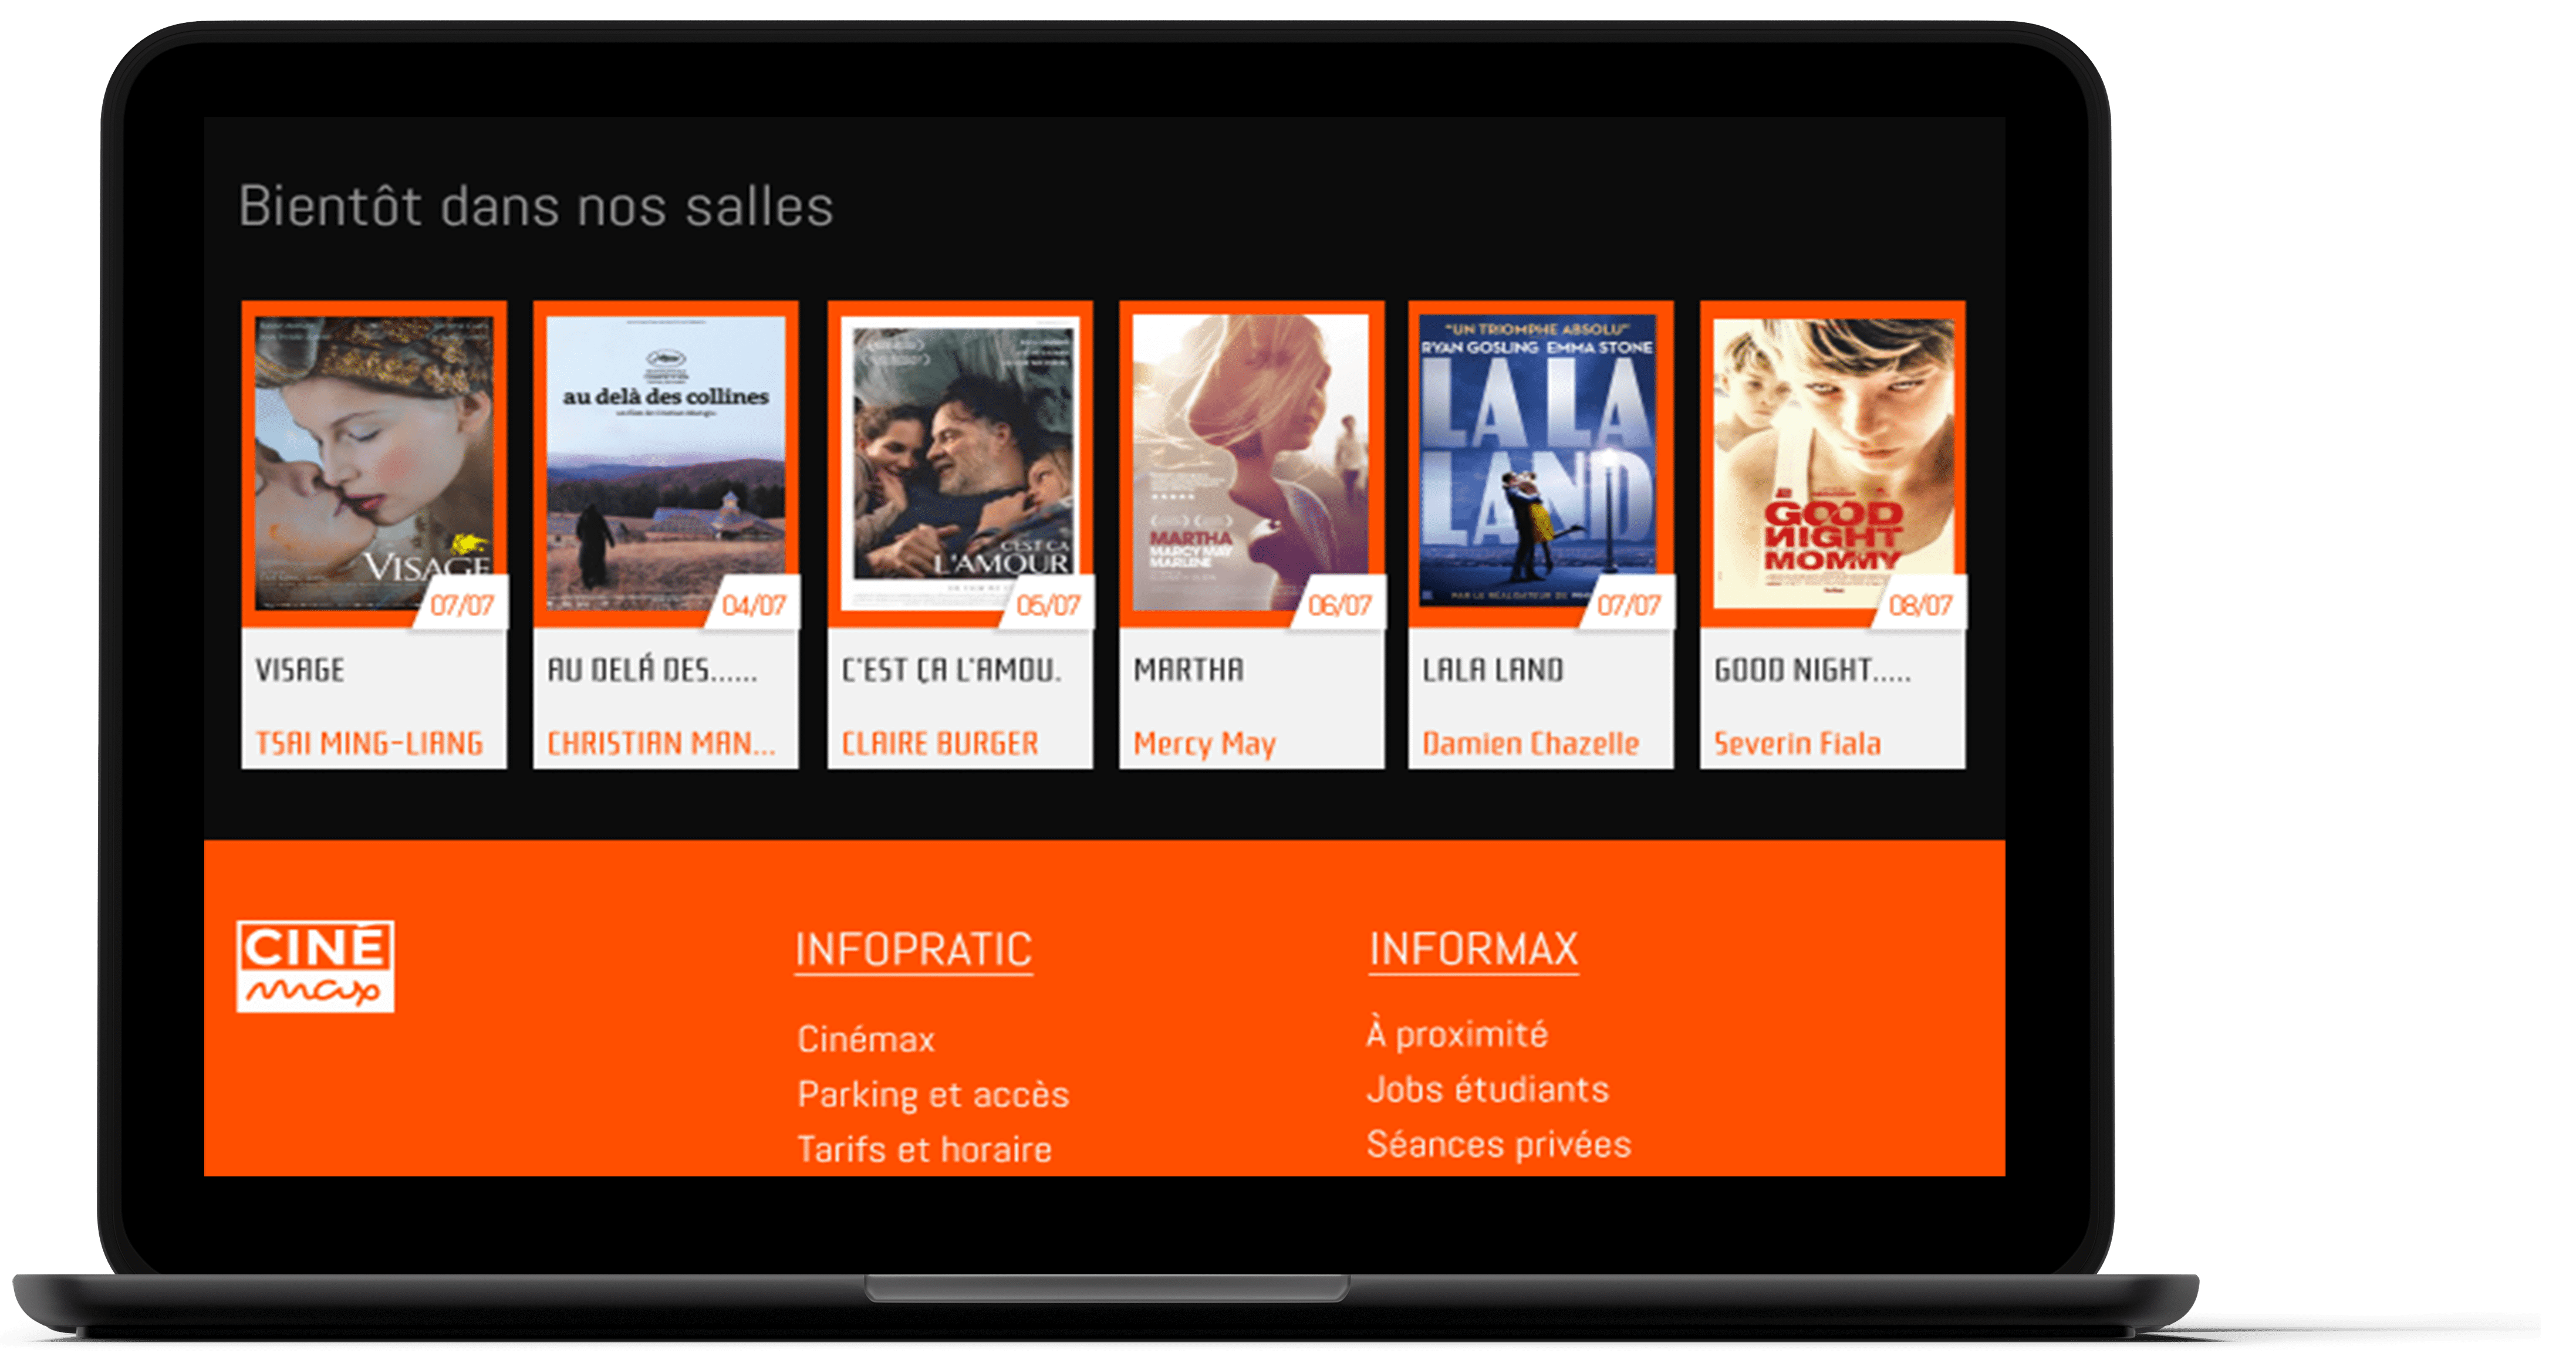 Bientôt dans nos salles
VISAGE
07/07
VISAGE
TSAI MING-LIANG
au delà des collines
04/07
AU DELÁ DES......
CHRISTIAN MAN...
C'EST ÇA
L'AMOUR
05/07
C'EST ÇA L'AMOU.
CLAIRE BURGER
MARTHA
MARCY MAY
MARLENE
06/07
MARTHA
Mercy May
"UN TRIOMPHE ABSOLU"
RYAN GOSLING EMMA STONE
LA LA
LAND
PAR LE RÉALISATEUR DE
07/07
LALA LAND
Damien Chazelle
GOOD
NIGHT
MOMMY
08/07
GOOD NIGHT.....
Severin Fiala
CINÉ
max
INFOPRATIC
Cinémax
Parking et accès
Tarifs et horaire
INFORMAX
À proximité
Jobs étudiants
Séances privées